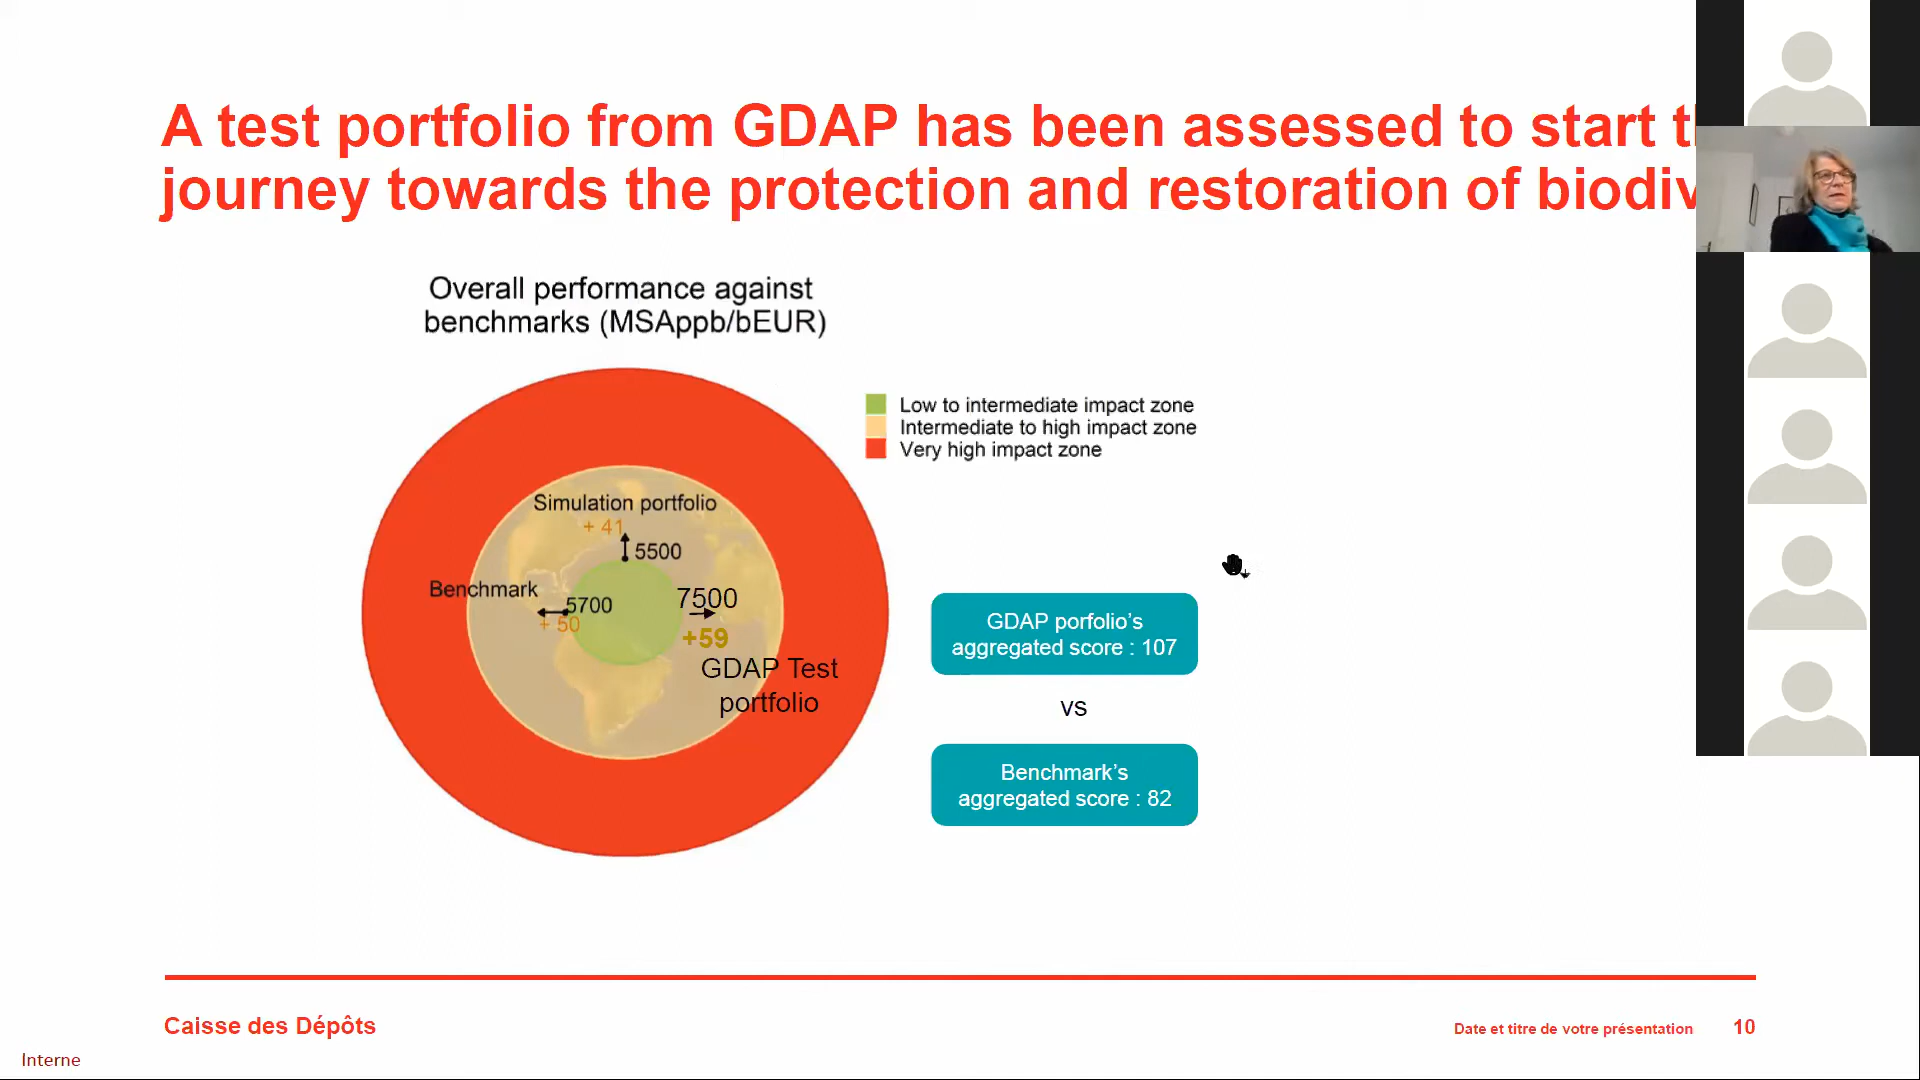 A test portfolio from GDAP has been assessed to start t
journey towards the protection and restoration of biodiv
Overall performance against
benchmarks (MSAppb/bEUR)
Low to intermediate impact zone
Intermediate to high impact zone
Very high impact zone
Simulation portfolio
+ 41
5500
Benchmark
5700
+ 50
7500
+59
GDAP Test
portfolio
GDAP porfolio's
aggregated score : 107
vs
Benchmark's
aggregated score : 82
Caisse des Dépôts
Date et titre de votre présentation
10
Interne